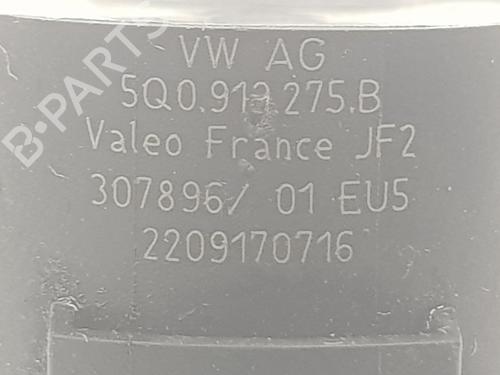 B-PARTS
VW AG
5Q0.919 275.B
Valeo France JF2
307896/ 01 EU5
2209170716